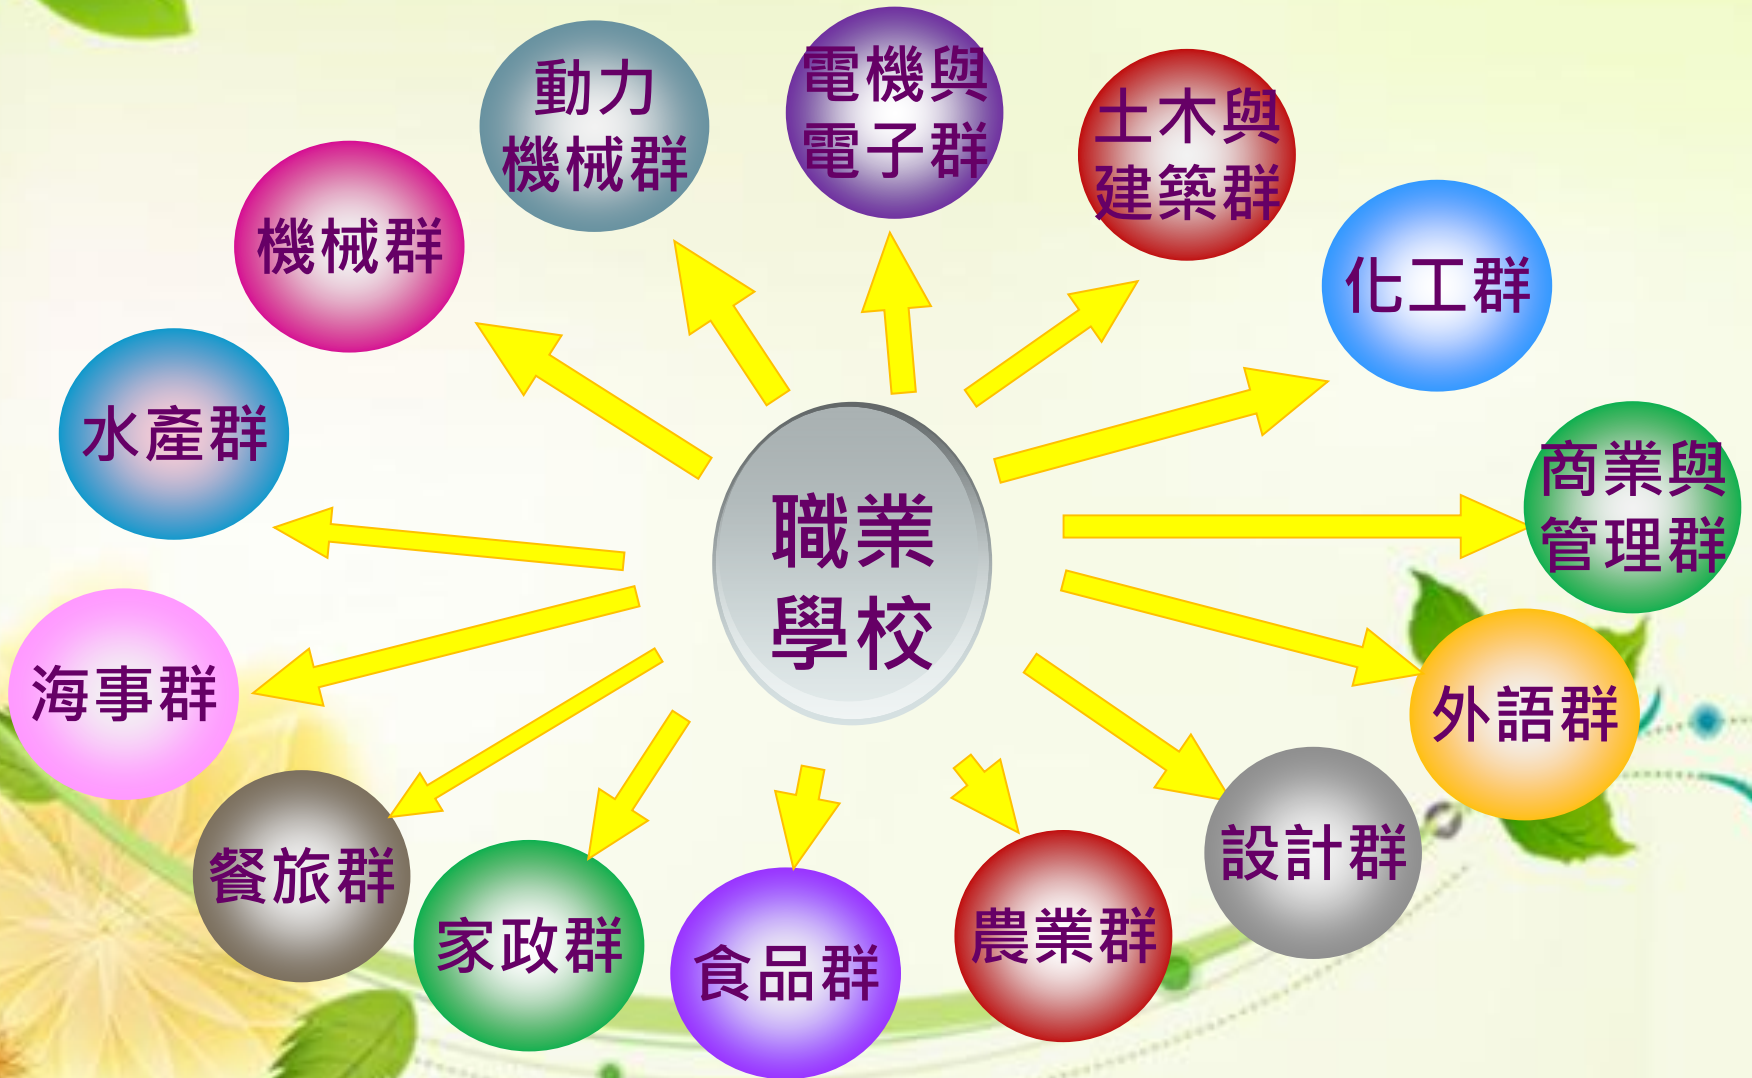 動力
機械群
電機與
電子群
土木與
建築群
機械群
化工群
水產群
商業與
管理群
職業
學校
海事群
外語群
餐旅群
設計群
家政群
食品群
農業群